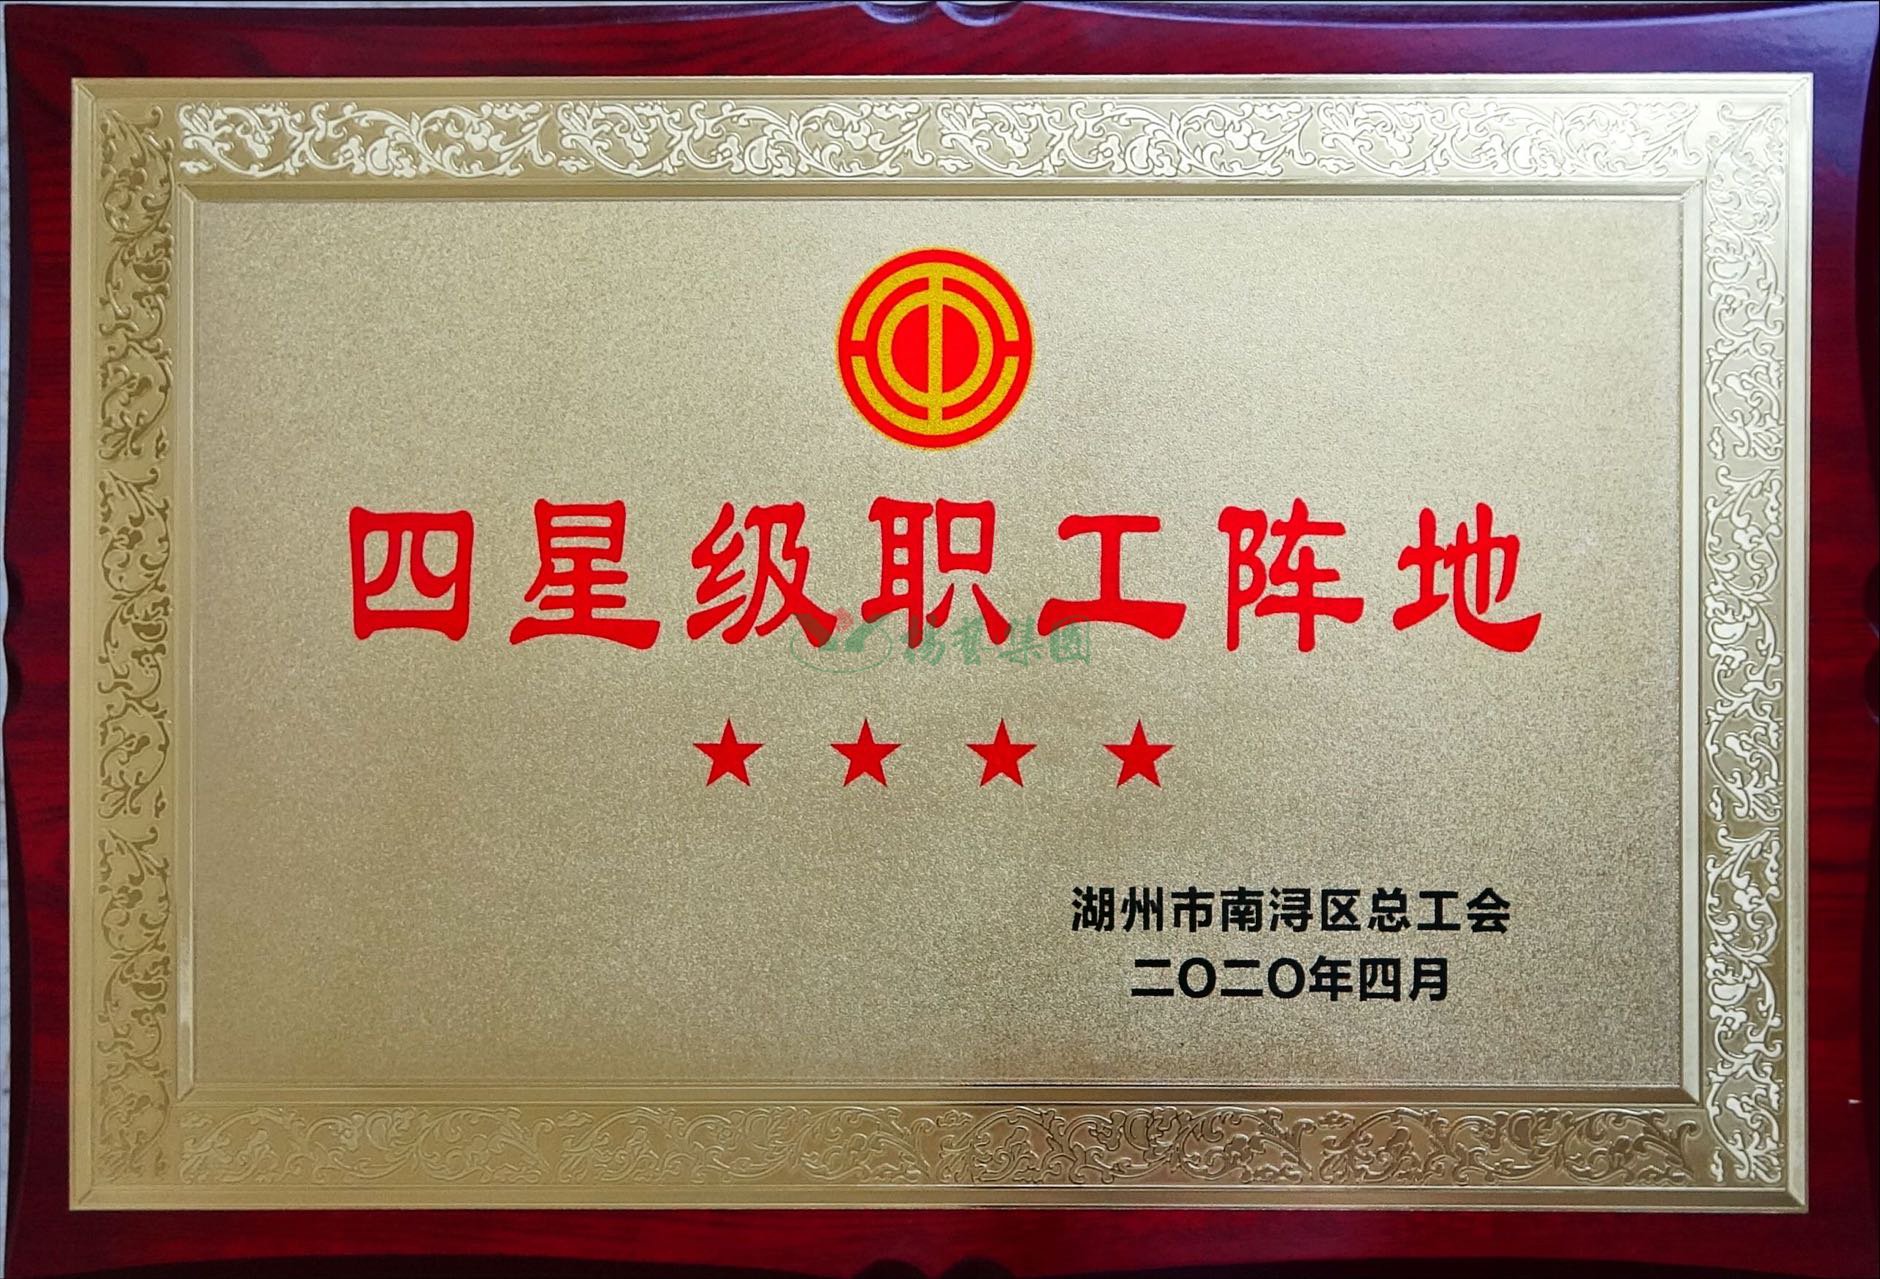 四星级职工阵地
★ ★ ★ ★
湖州市南浔区总工会
二〇二〇年四月